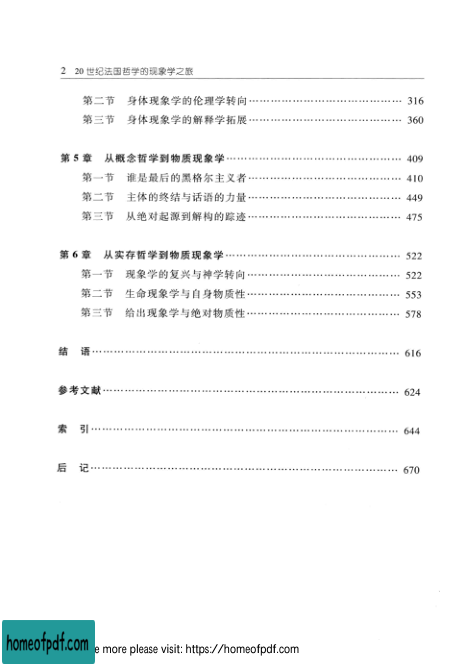 2 20世纪法国哲学的现象学之旅
第二节 身体现象学的伦理学转向…………………………………… 316
第三节 身体现象学的解释学拓展…………………………………… 360
第5章 从概念哲学到物质现象学…………………………………… 409
第一节 谁是最后的黑格尔主义者…………………………………… 410
第二节 主体的终结与话语的力量…………………………………… 449
第三节 从绝对起源到解构的踪迹…………………………………… 475
第6章 从实存哲学到物质现象学…………………………………… 522
第一节 现象学的复兴与神学转向…………………………………… 522
第二节 生命现象学与自身物质性…………………………………… 553
第三节 给出现象学与绝对物质性…………………………………… 578
结 语…………………………………………………………………… 616
参考文献………………………………………………………………… 624
索 引…………………………………………………………………… 644
后 记…………………………………………………………………… 670
homeofpdf.com
e more please visit: https://homeofpdf.com